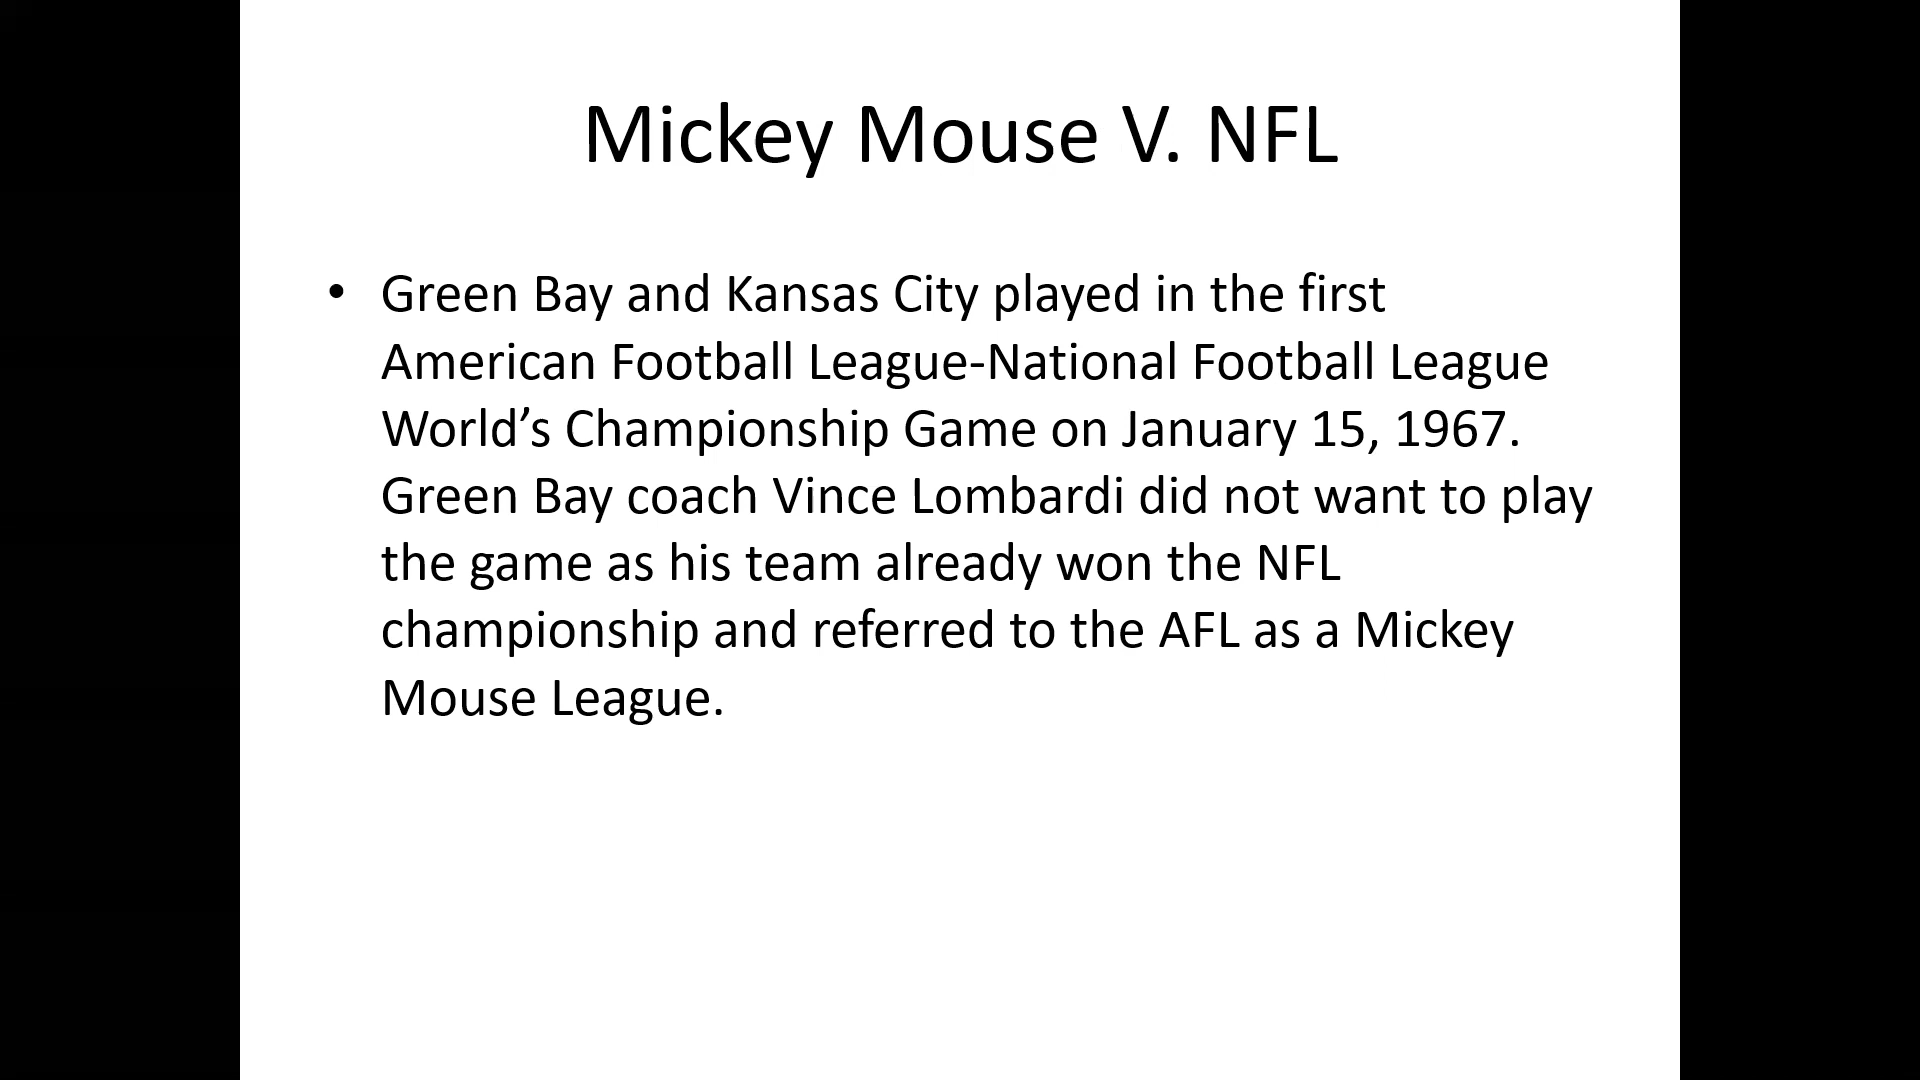 Mickey Mouse V. NFL
• Green Bay and Kansas City played in the first
American Football League-National Football League
World’s Championship Game on January 15, 1967.
Green Bay coach Vince Lombardi did not want to play
the game as his team already won the NFL
championship and referred to the AFL as a Mickey
Mouse League.